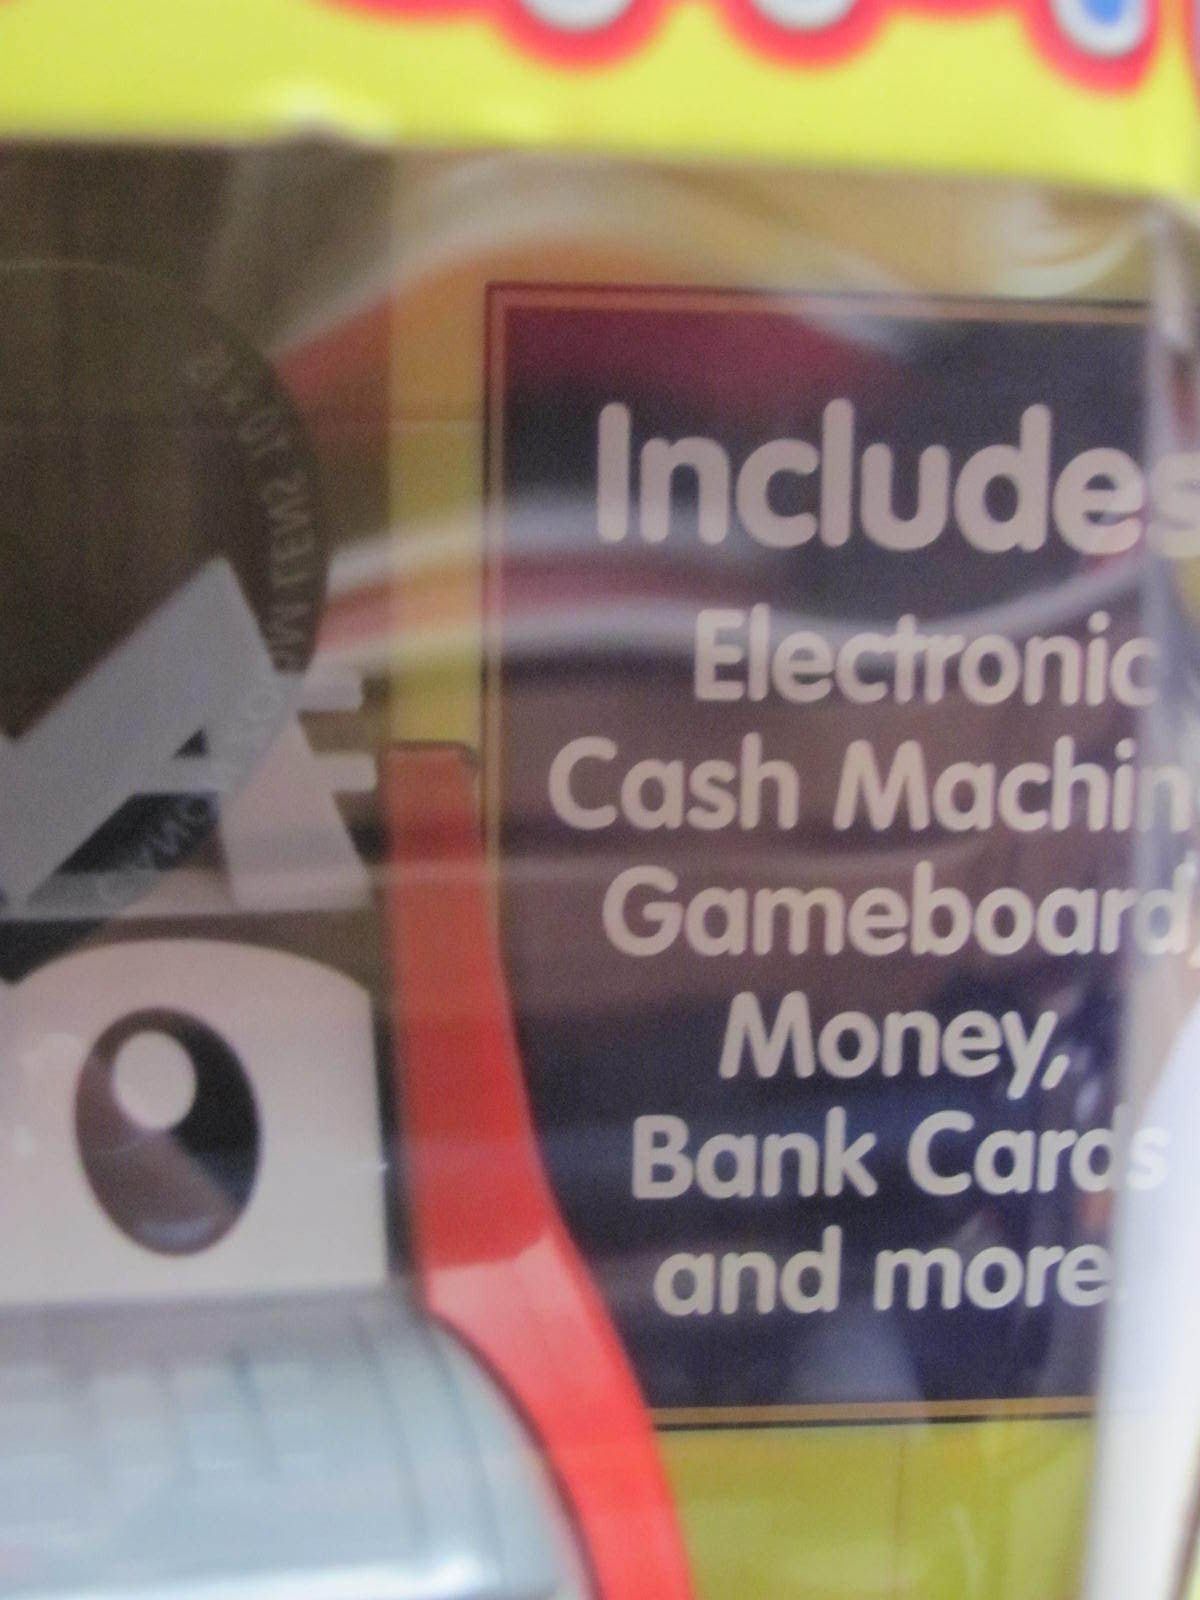 Includes
Electronic
Cash Machin
Gameboard,
Money,
Bank Cards
and more.